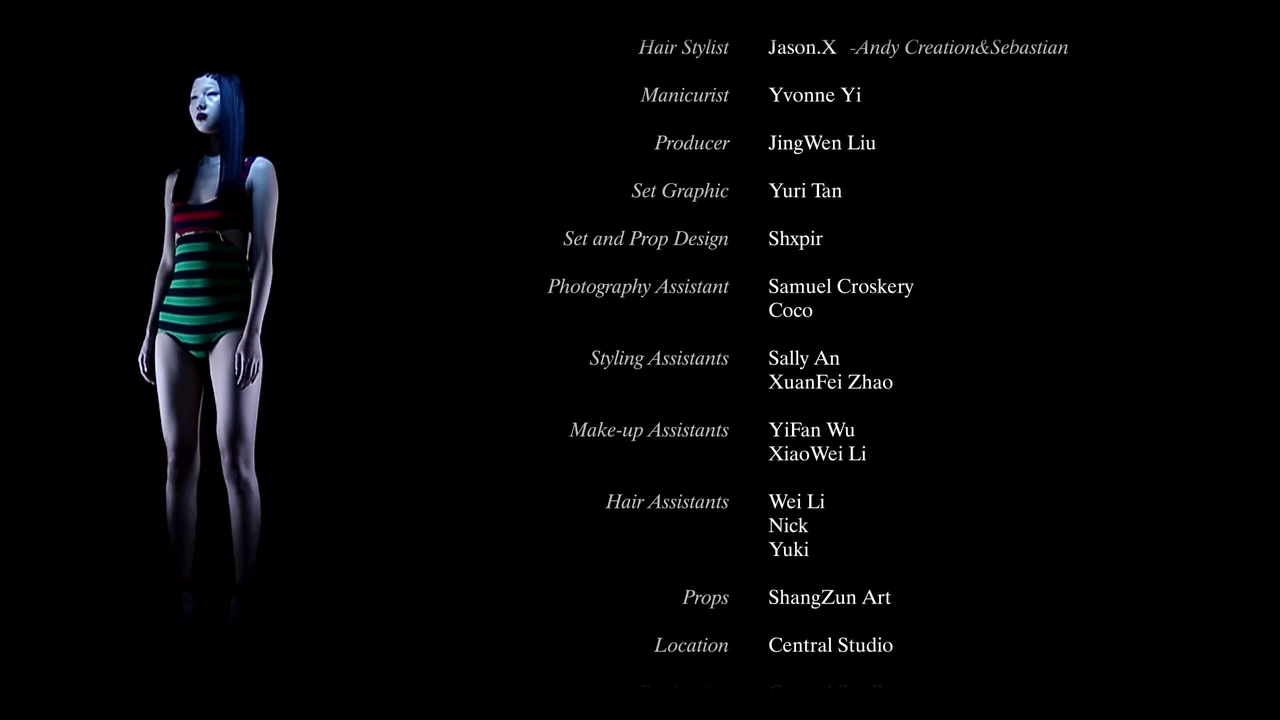 Hair Stylist Jason.X -Andy Creation&Sebastian
Manicurist Yvonne Yi
Producer JingWen Liu
Set Graphic Yuri Tan
Set and Prop Design Shxpir
Photography Assistant Samuel Croskery
Coco
Styling Assistants Sally An
XuanFei Zhao
Make-up Assistants YiFan Wu
XiaoWei Li
Hair Assistants Wei Li
Nick
Yuki
Props ShangZun Art
Location Central Studio